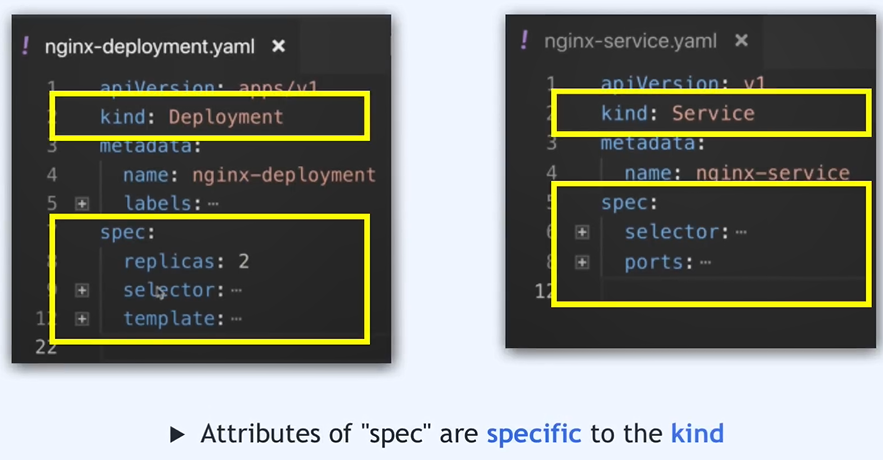 ! nginx-deployment.yaml ×
1 apiVersion: apps/v1
2 kind: Deployment
3 metadata:
4 name: nginx-deployment
5 labels: ⋯
7 spec:
8 replicas: 2
9 selector: ⋯
12 template: ⋯
22
! nginx-service.yaml ×
1 apiVersion: v1
2 kind: Service
3 metadata:
4 name: nginx-service
5 spec:
6 selector: ⋯
8 ports: ⋯
12
▶ Attributes of "spec" are specific to the kind